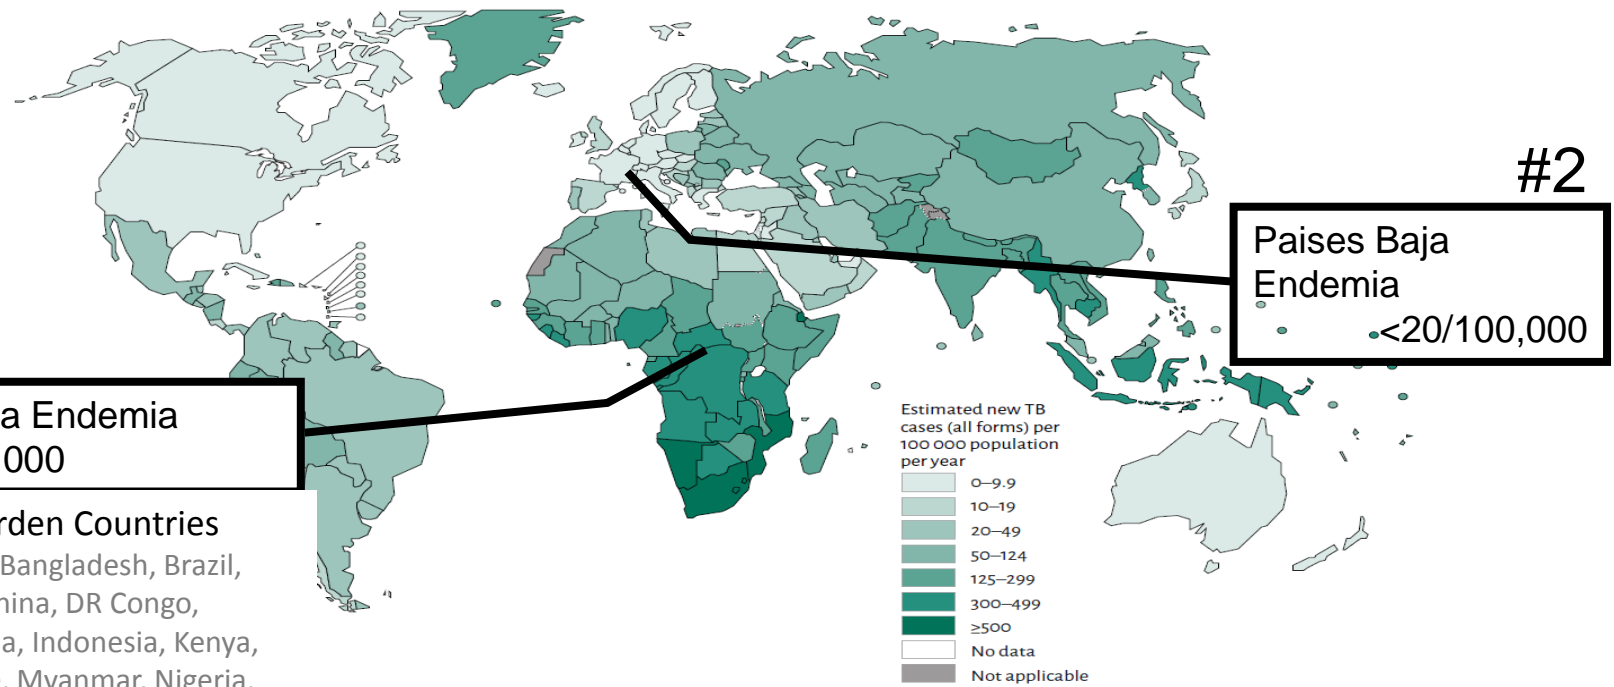 #2
Paises Baja
Endemia
<20/100,000
a Endemia
000
rden Countries
Bangladesh, Brazil,
hina, DR Congo,
a, Indonesia, Kenya,
Myanmar, Nigeria,
Estimated new TB
cases (all forms) per
100 000 population
per year
0–9.9
10–19
20–49
50–124
125–299
300–499
≥500
No data
Not applicable